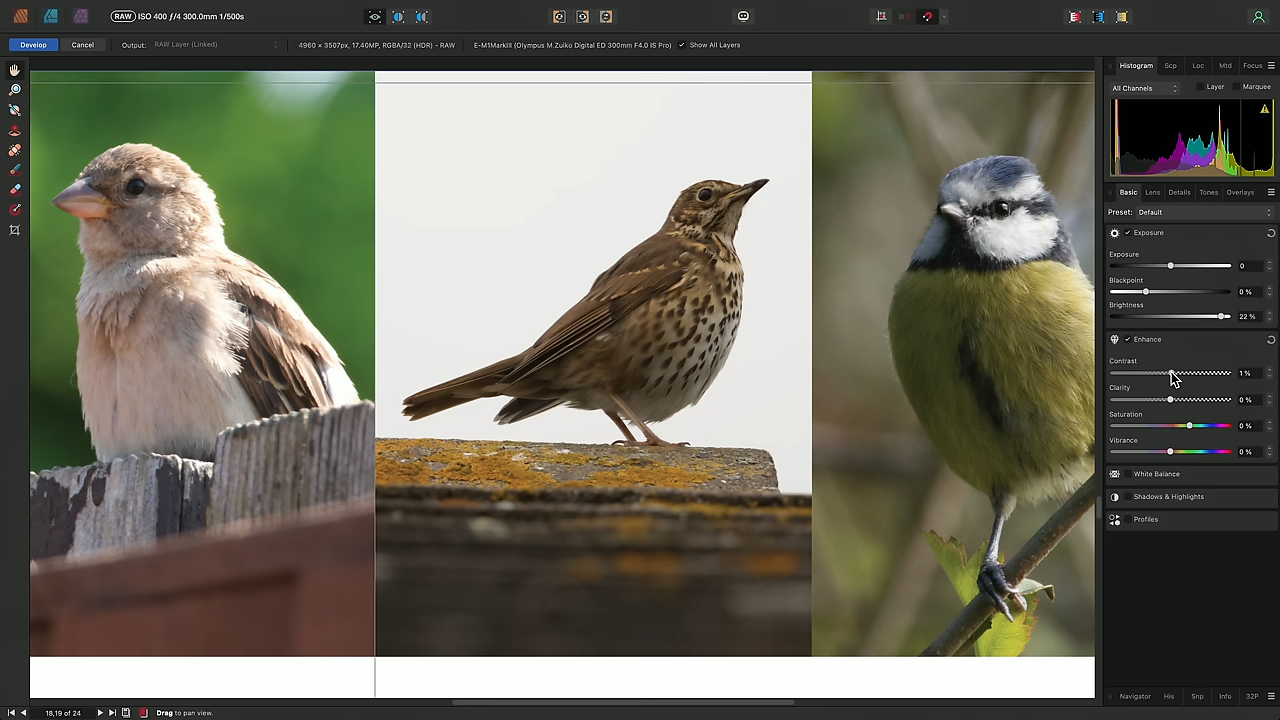 RAW ISO 400 ƒ/4 300.0mm 1/500s
Develop Cancel Output: RAW Layer (Linked) 4960 × 3507px, 17.40MP, RGBA/32 (HDR) - RAW E-M1MarkIII (Olympus M.Zuiko Digital ED 300mm F4.0 IS Pro) Show All Layers
Histogram Scp Loc Mtd Focus
All Channels Layer Marquee
Basic Lens Details Tones Overlays
Preset: Default
Exposure
Exposure
0
Blackpoint
0 %
Brightness
22 %
Enhance
Contrast
1 %
Clarity
0 %
Saturation
0 %
Vibrance
0 %
White Balance
Shadows & Highlights
Profiles
Navigator His Snp Info 32P
18,19 of 24 Drag to pan view.